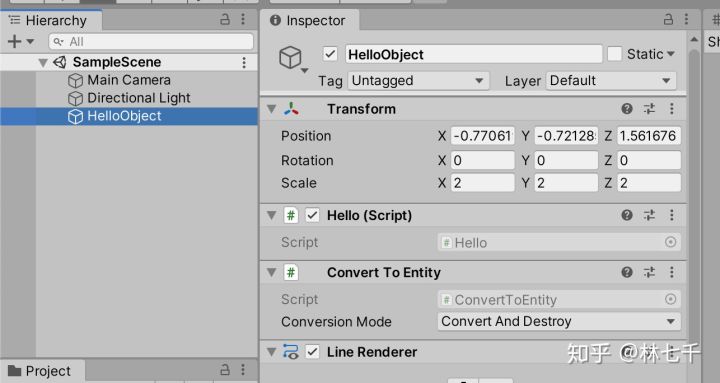 Hierarchy
All
SampleScene
Main Camera
Directional Light
HelloObject
Project
Inspector
HelloObject
Static
Tag Untagged Layer Default
Transform
Position X -0.77061 Y -0.72128 Z 1.561676
Rotation X 0 Y 0 Z 0
Scale X 2 Y 2 Z 2
Hello (Script)
Script # Hello
Convert To Entity
Script # ConvertToEntity
Conversion Mode Convert And Destroy
Line Renderer
知乎 @林七千